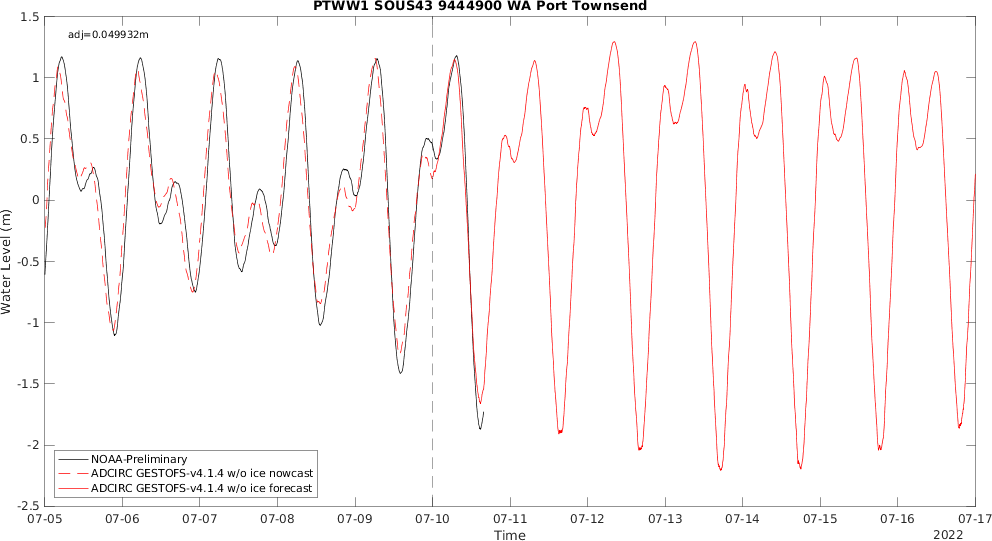 PTWW1 SOUS43 9444900 WA Port Townsend
adj=0.049932m
1.5
1
0.5
0
-0.5
-1
-1.5
-2
-2.5
Water Level (m)
NOAA-Preliminary
ADCIRC GESTOFS-v4.1.4 w/o ice nowcast
ADCIRC GESTOFS-v4.1.4 w/o ice forecast
07-05 07-06 07-07 07-08 07-09 07-10 07-11 07-12 07-13 07-14 07-15 07-16 07-17
Time
2022